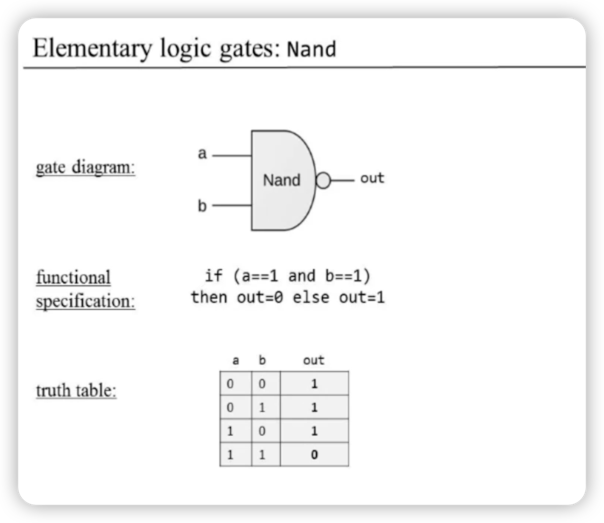 Elementary logic gates: Nand
gate diagram:
a
Nand
out
b
functional
specification:
if (a==1 and b==1)
then out=0 else out=1
truth table:
a b out
0 0 1
0 1 1
1 0 1
1 1 0